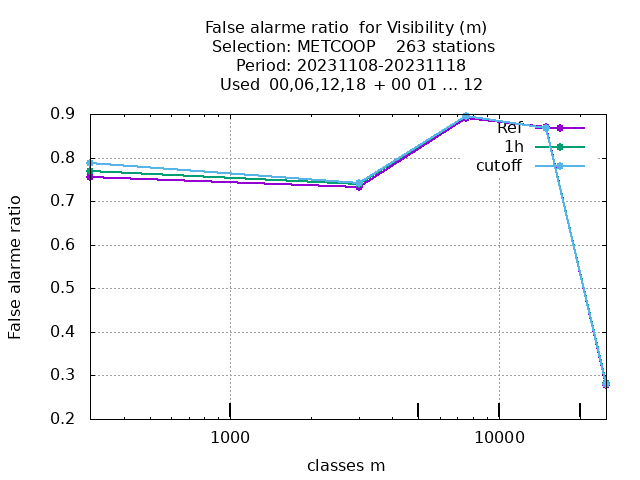 False alarme ratio for Visibility (m)
Selection: METCOOP 263 stations
Period: 20231108-20231118
Used 00,06,12,18 + 00 01 ... 12
0.9
0.8
0.7
0.6
0.5
0.4
0.3
0.2
False alarme ratio
Ref
1h
cutoff
1000
10000
classes m